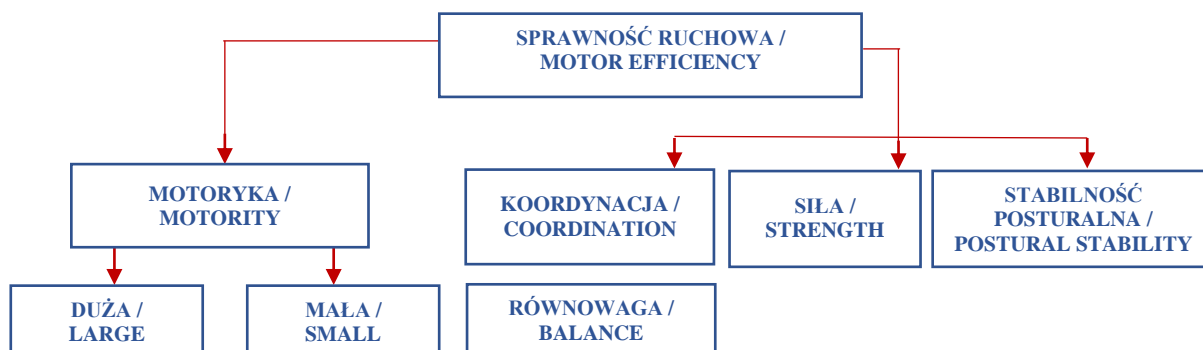 SPRAWNOŚĆ RUCHOWA /
MOTOR EFFICIENCY
MOTORYKA /
MOTORITY
KOORDYNACJA /
COORDINATION
SIŁA /
STRENGTH
STABILNOŚĆ
POSTURALNA /
POSTURAL STABILITY
DUŻA /
LARGE
MAŁA /
SMALL
RÓWNOWAGA /
BALANCE